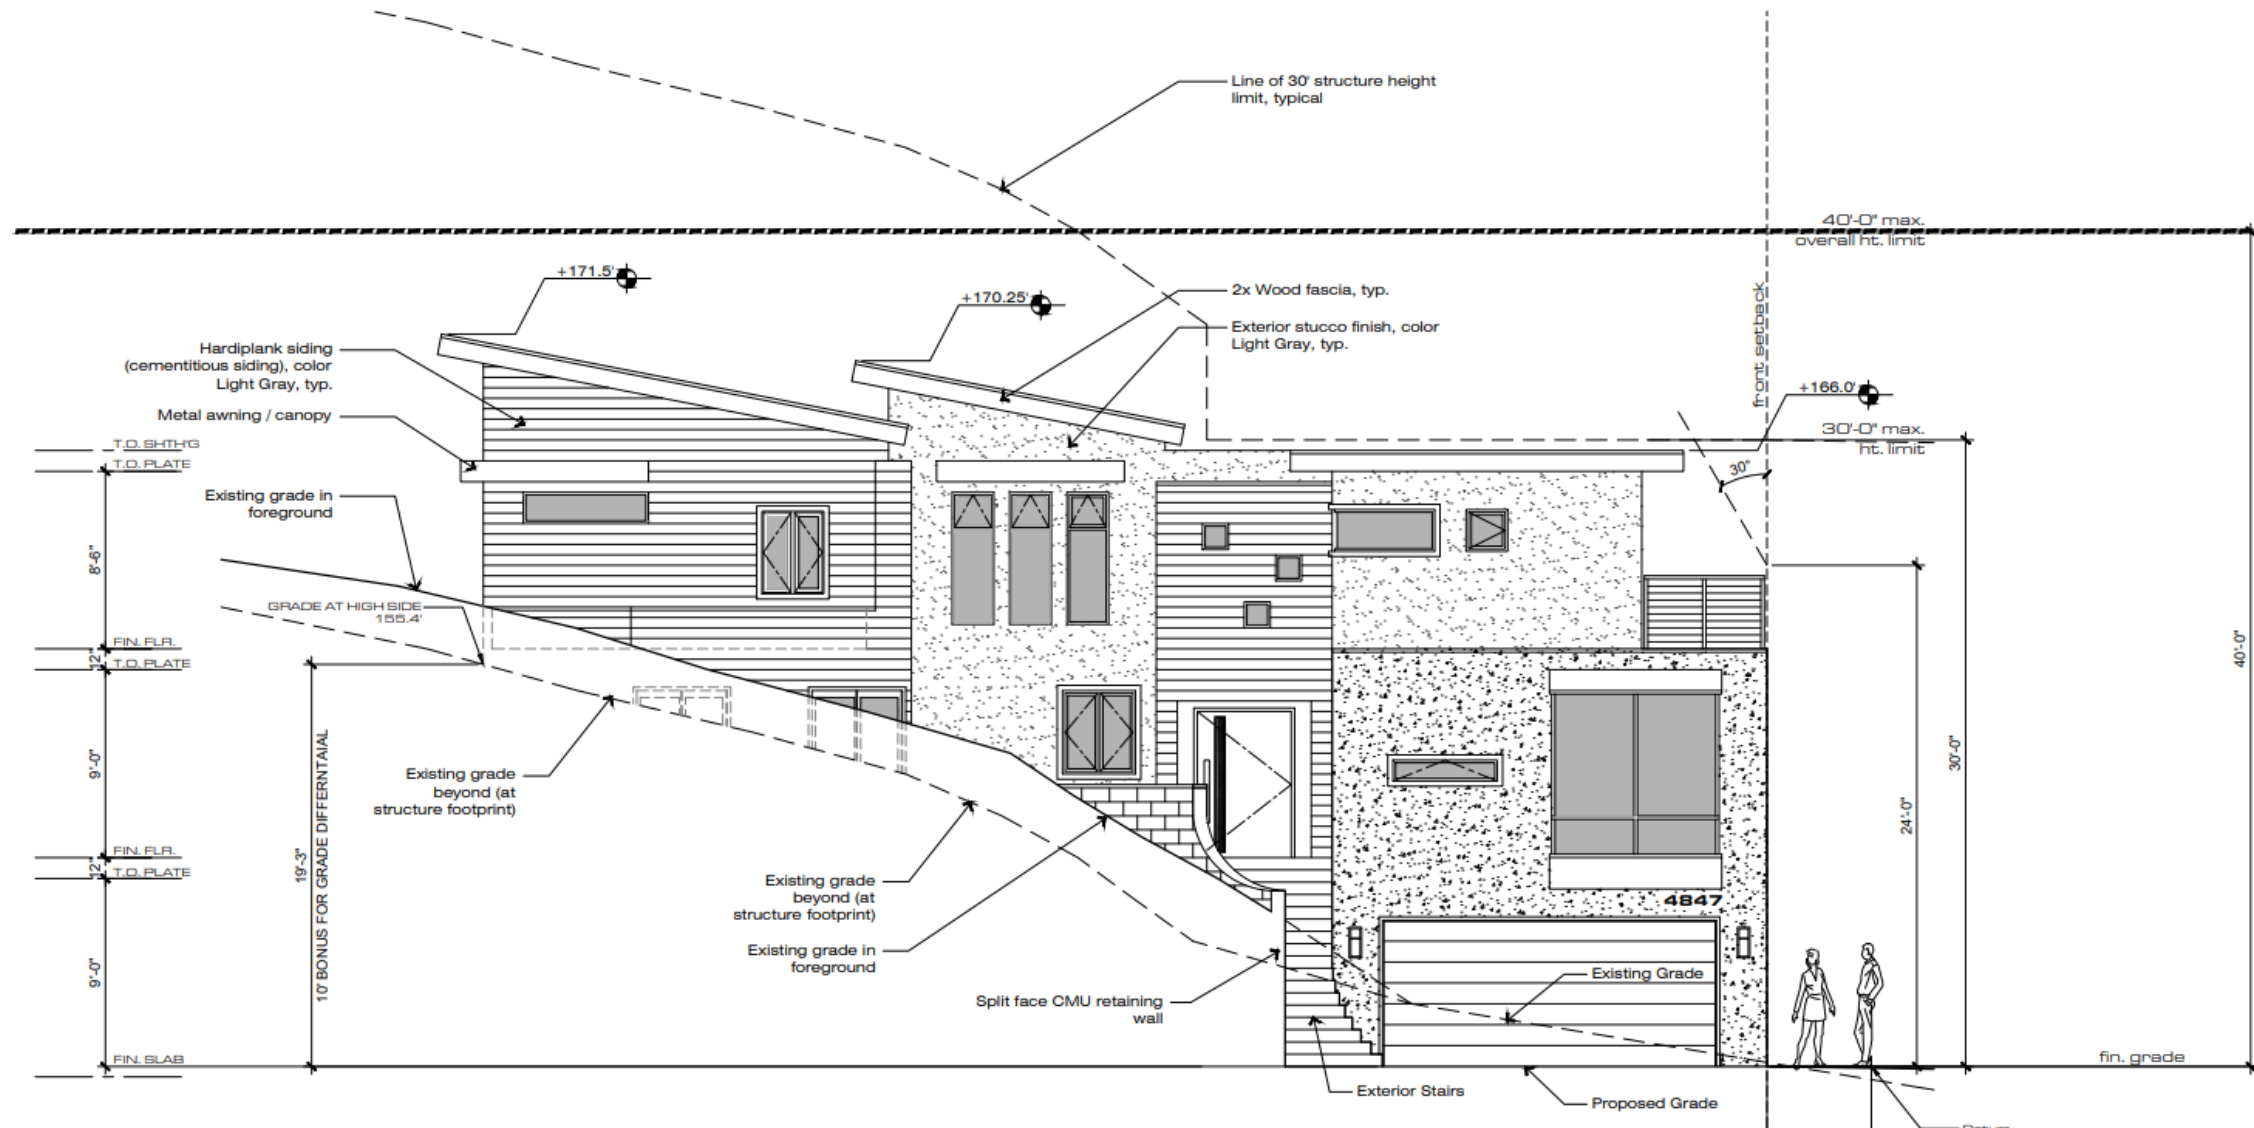 Line of 30' structure height
limit, typical
40'-0" max.
overall ht. limit
+171.5'
+170.25'
2x Wood fascia, typ.
front setback
Exterior stucco finish, color
Light Gray, typ.
Hardiplank siding
(cementitious siding), color
Light Gray, typ.
+166.0'
Metal awning / canopy
30'-0" max.
ht. limit
T.O. SHTH'G
T.O. PLATE
30°
Existing grade in
foreground
8'-6"
GRADE AT HIGH SIDE
155.4'
FIN. FLR.
12"
T.O. PLATE
40'-0"
9'-0"
10' BONUS FOR GRADE DIFFERNTAIAL
19'-3"
30'-0"
24'-0"
Existing grade
beyond (at
structure footprint)
FIN. FLR.
12"
T.O. PLATE
Existing grade
beyond (at
structure footprint)
4847
Existing grade in
foreground
9'-0"
Existing Grade
Split face CMU retaining
wall
FIN. SLAB
fin. grade
Exterior Stairs
Proposed Grade